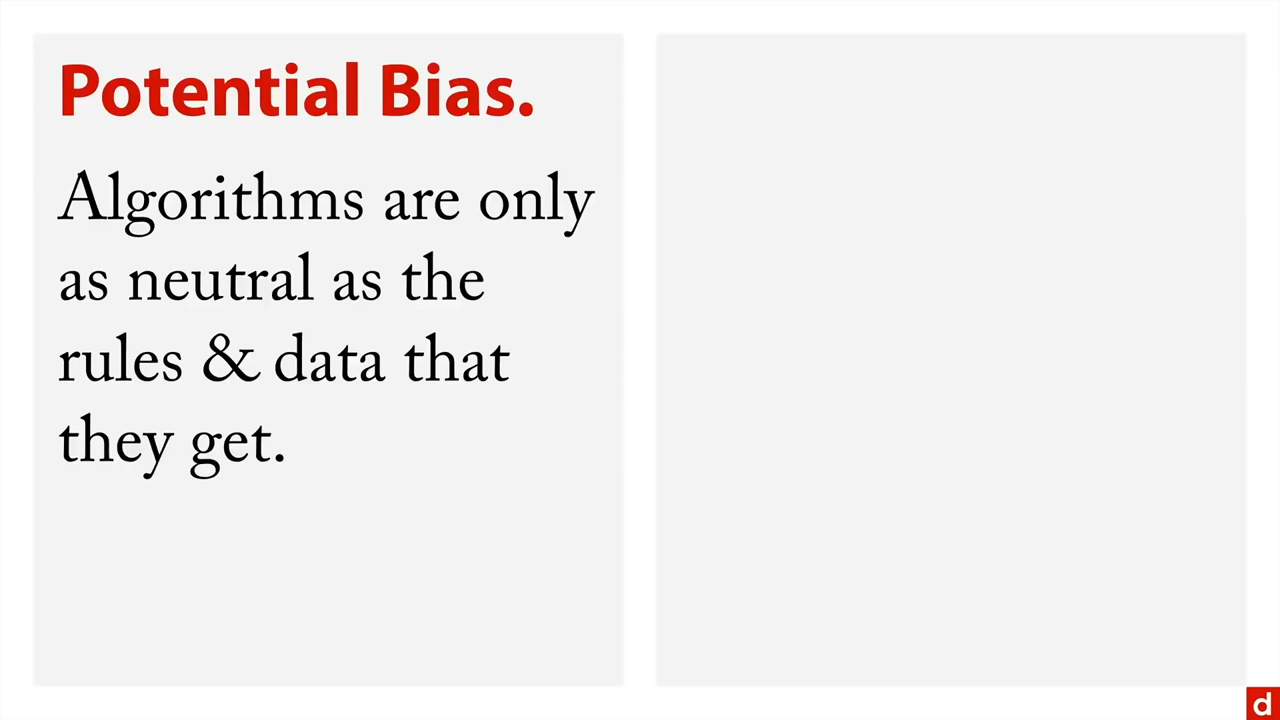 Potential Bias.
Algorithms are only
as neutral as the
rules & data that
they get.
d